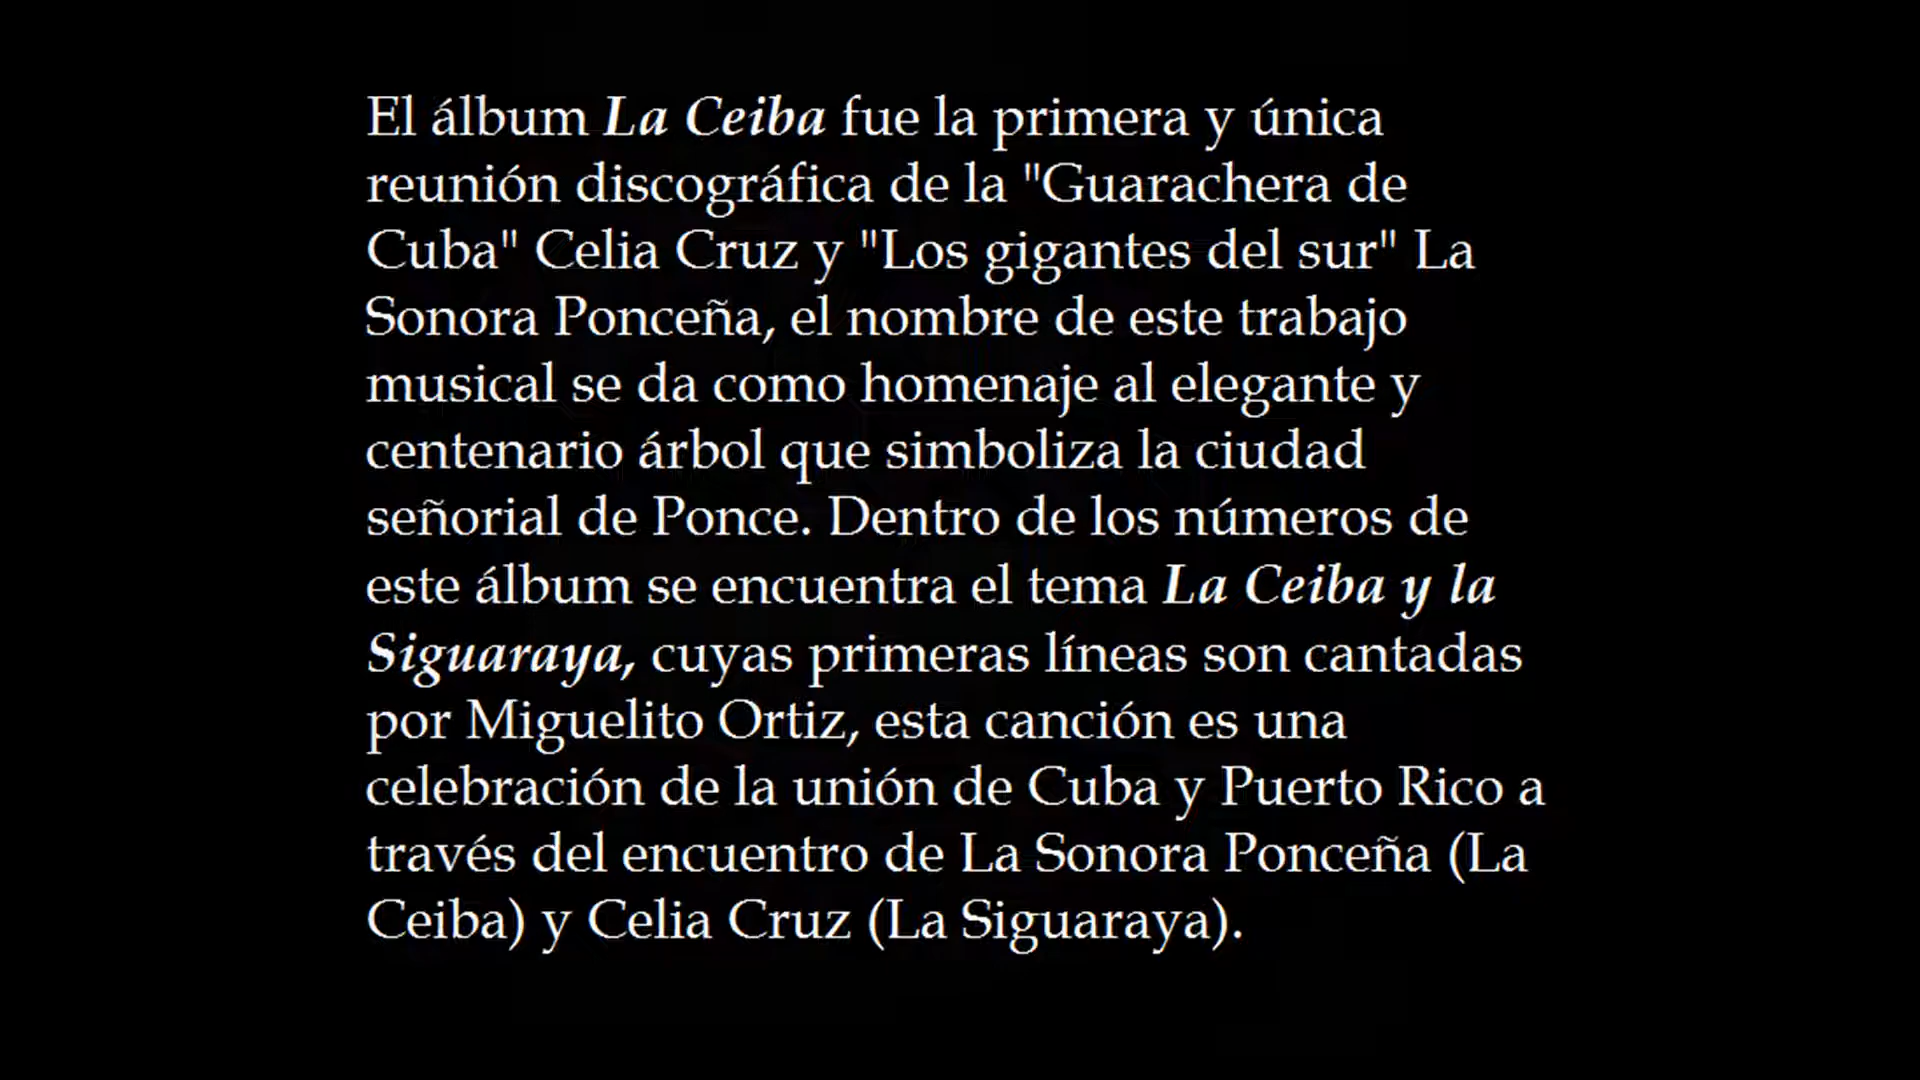 El álbum La Ceiba fue la primera y única
reunión discográfica de la "Guarachera de
Cuba" Celia Cruz y "Los gigantes del sur" La
Sonora Ponceña, el nombre de este trabajo
musical se da como homenaje al elegante y
centenario árbol que simboliza la ciudad
señorial de Ponce. Dentro de los números de
este álbum se encuentra el tema La Ceiba y la
Siguaraya, cuyas primeras líneas son cantadas
por Miguelito Ortiz, esta canción es una
celebración de la unión de Cuba y Puerto Rico a
través del encuentro de La Sonora Ponceña (La
Ceiba) y Celia Cruz (La Siguaraya).